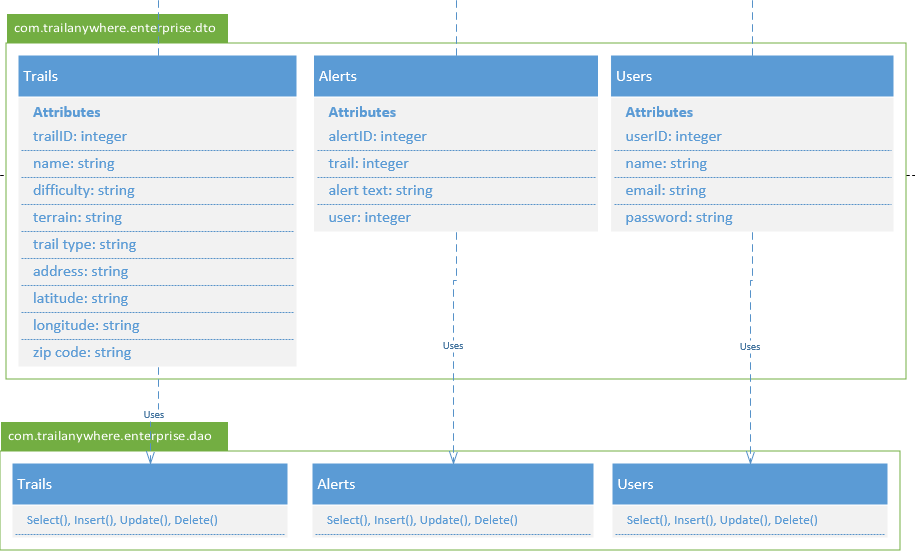 com.trailanywhere.enterprise.dto
Trails
Attributes
trailID: integer
name: string
difficulty: string
terrain: string
trail type: string
address: string
latitude: string
longitude: string
zip code: string
Alerts
Attributes
alertID: integer
trail: integer
alert text: string
user: integer
Users
Attributes
userID: integer
name: string
email: string
password: string
Uses
Uses
Uses
com.trailanywhere.enterprise.dao
Trails
Select(), Insert(), Update(), Delete()
Alerts
Select(), Insert(), Update(), Delete()
Users
Select(), Insert(), Update(), Delete()